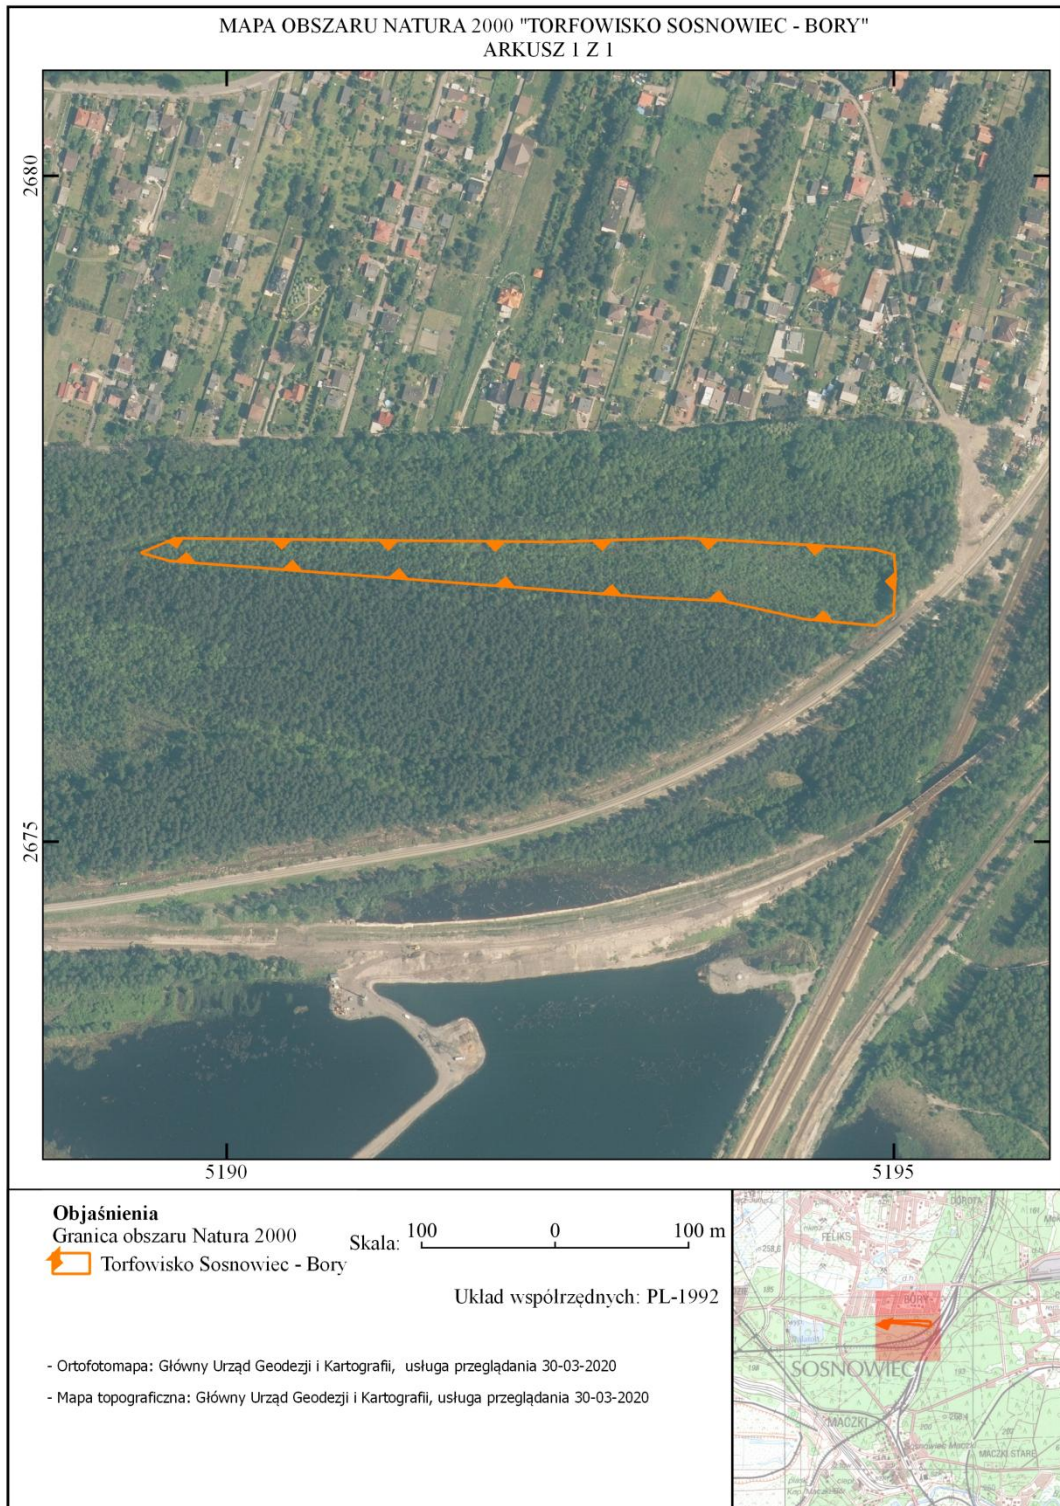 MAPA OBSZARU NATURA 2000 "TORFOWISKO SOSNOWIEC - BORY"
ARKUSZ 1 Z 1
2680
2675
5190
5195
Objaśnienia
Granica obszaru Natura 2000
Torfowisko Sosnowiec - Bory
Skala: 100 0 100 m
Układ współrzędnych: PL-1992
- Ortofotomapa: Główny Urząd Geodezji i Kartografii, usługa przeglądania 30-03-2020
- Mapa topograficzna: Główny Urząd Geodezji i Kartografii, usługa przeglądania 30-03-2020
FELIKS
BORY
SOSNOWIEC
MACZKI
MACZKI STARE